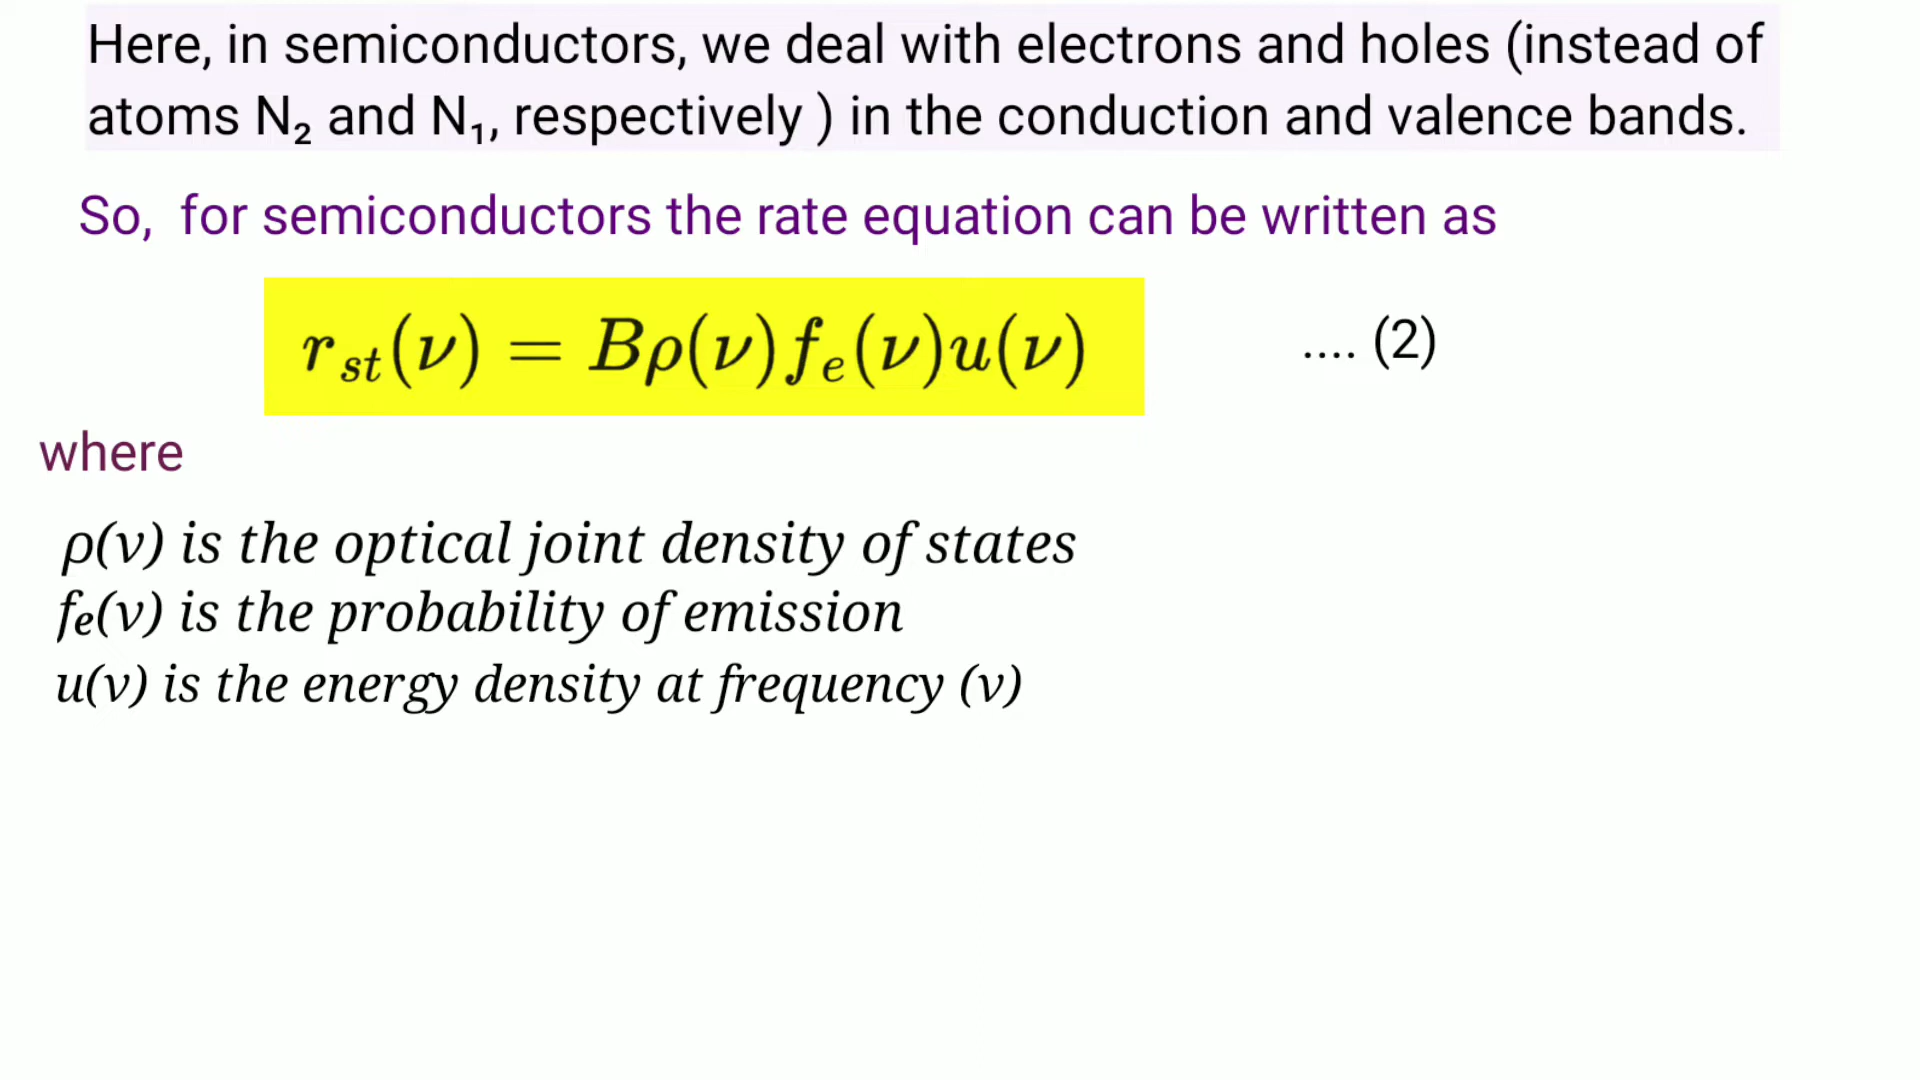 Here, in semiconductors, we deal with electrons and holes (instead of
atoms N₂ and N₁, respectively ) in the conduction and valence bands.
So, for semiconductors the rate equation can be written as
r_{st}(ν) = Bρ(ν)f_e(ν)u(ν) .... (2)
where
ρ(ν) is the optical joint density of states
fₑ(ν) is the probability of emission
u(ν) is the energy density at frequency (ν)